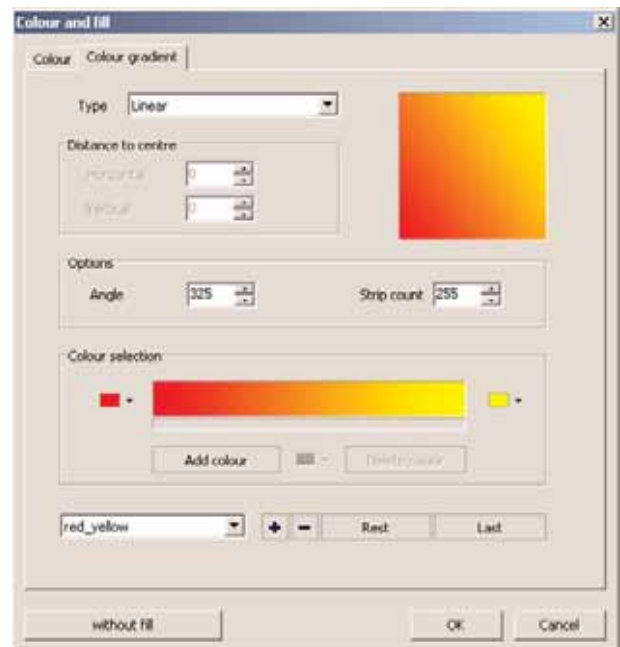 Colour and fill
Colour Colour gradient
Type Linear
Distance to centre
Horizontal 0
Vertical 0
Options
Angle 325 Strip count 255
Colour selection
Add colour Delete colour
red_yellow + - Rest Last
without fill OK Cancel